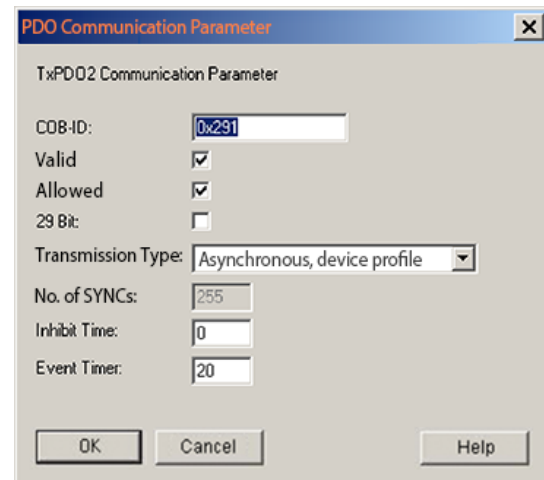 PDO Communication Parameter
TxPDO2 Communication Parameter
COB-ID: 0x291
Valid
Allowed
29 Bit:
Transmission Type: Asynchronous, device profile
No. of SYNCs: 255
Inhibit Time: 0
Event Timer: 20
OK Cancel Help